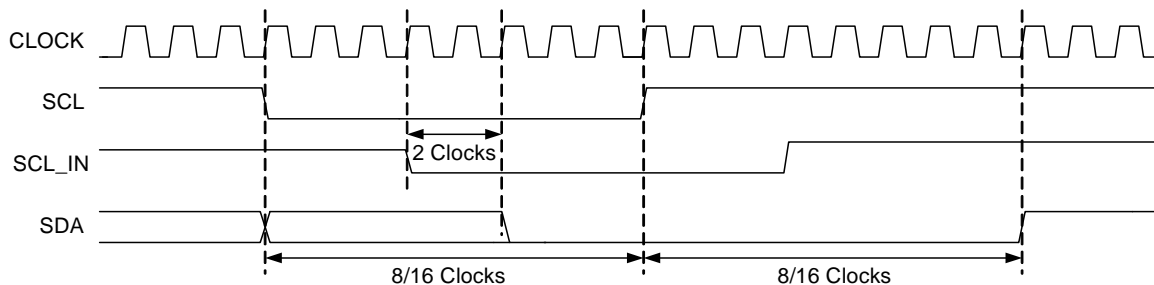 CLOCK
SCL
2 Clocks
SCL_IN
SDA
8/16 Clocks 8/16 Clocks